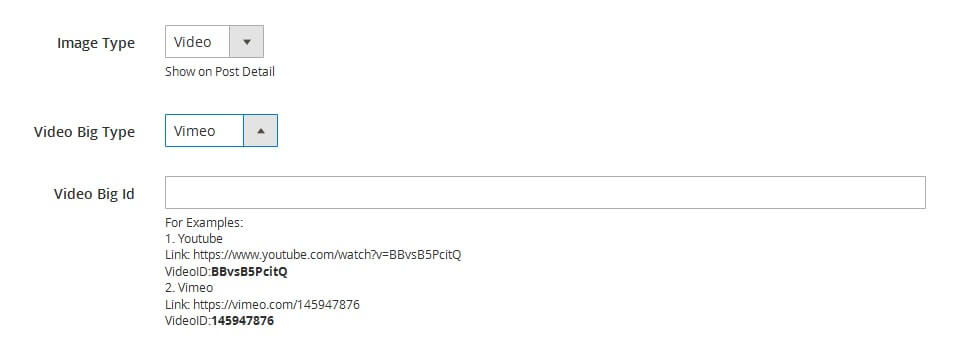 Image Type
Video
Show on Post Detail
Video Big Type
Vimeo
Video Big Id
For Examples:
1. Youtube
Link: https://www.youtube.com/watch?v=BBvsB5PcitQ
VideoID:BBvsB5PcitQ
2. Vimeo
Link: https://vimeo.com/145947876
VideoID:145947876